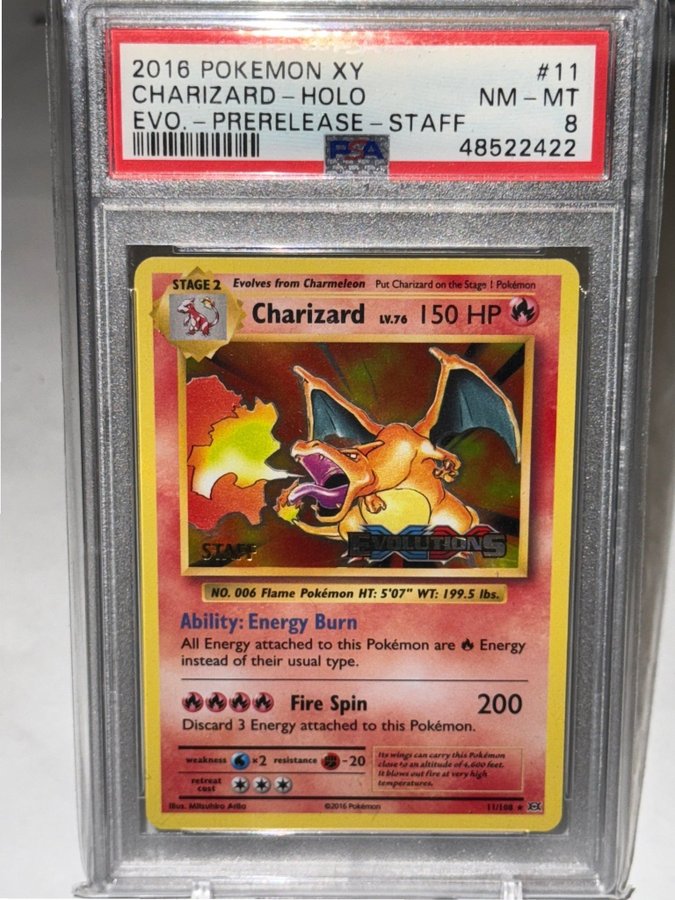 2016 POKEMON XY #11
CHARIZARD-HOLO NM-MT
EVO.-PRERELEASE-STAFF 8
PSA 48522422
STAGE 2 Evolves from Charmeleon Put Charizard on the Stage 1 Pokémon
Charizard LV.76 150 HP
STAFF XY EVOLUTIONS
NO. 006 Flame Pokémon HT: 5'07" WT: 199.5 lbs.
Ability: Energy Burn
All Energy attached to this Pokémon are Energy
instead of their usual type.
Fire Spin 200
Discard 3 Energy attached to this Pokémon.
weakness ×2 resistance -20
retreat
cost
Its wings can carry this Pokémon
close to an altitude of 4,600 feet.
It blows out fire at very high
temperatures.
Illus. Mitsuhiro Arita ©2016 Pokémon 11/108